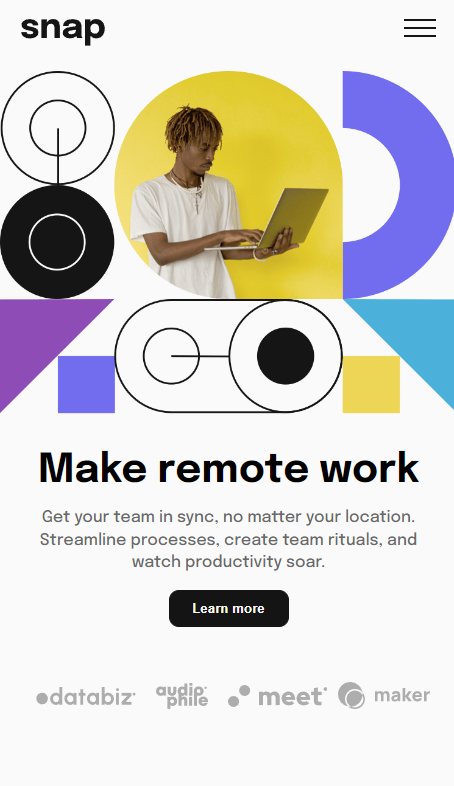 snap
Make remote work
Get your team in sync, no matter your location.
Streamline processes, create team rituals, and
watch productivity soar.
Learn more
databiz
audiophile
meet
maker